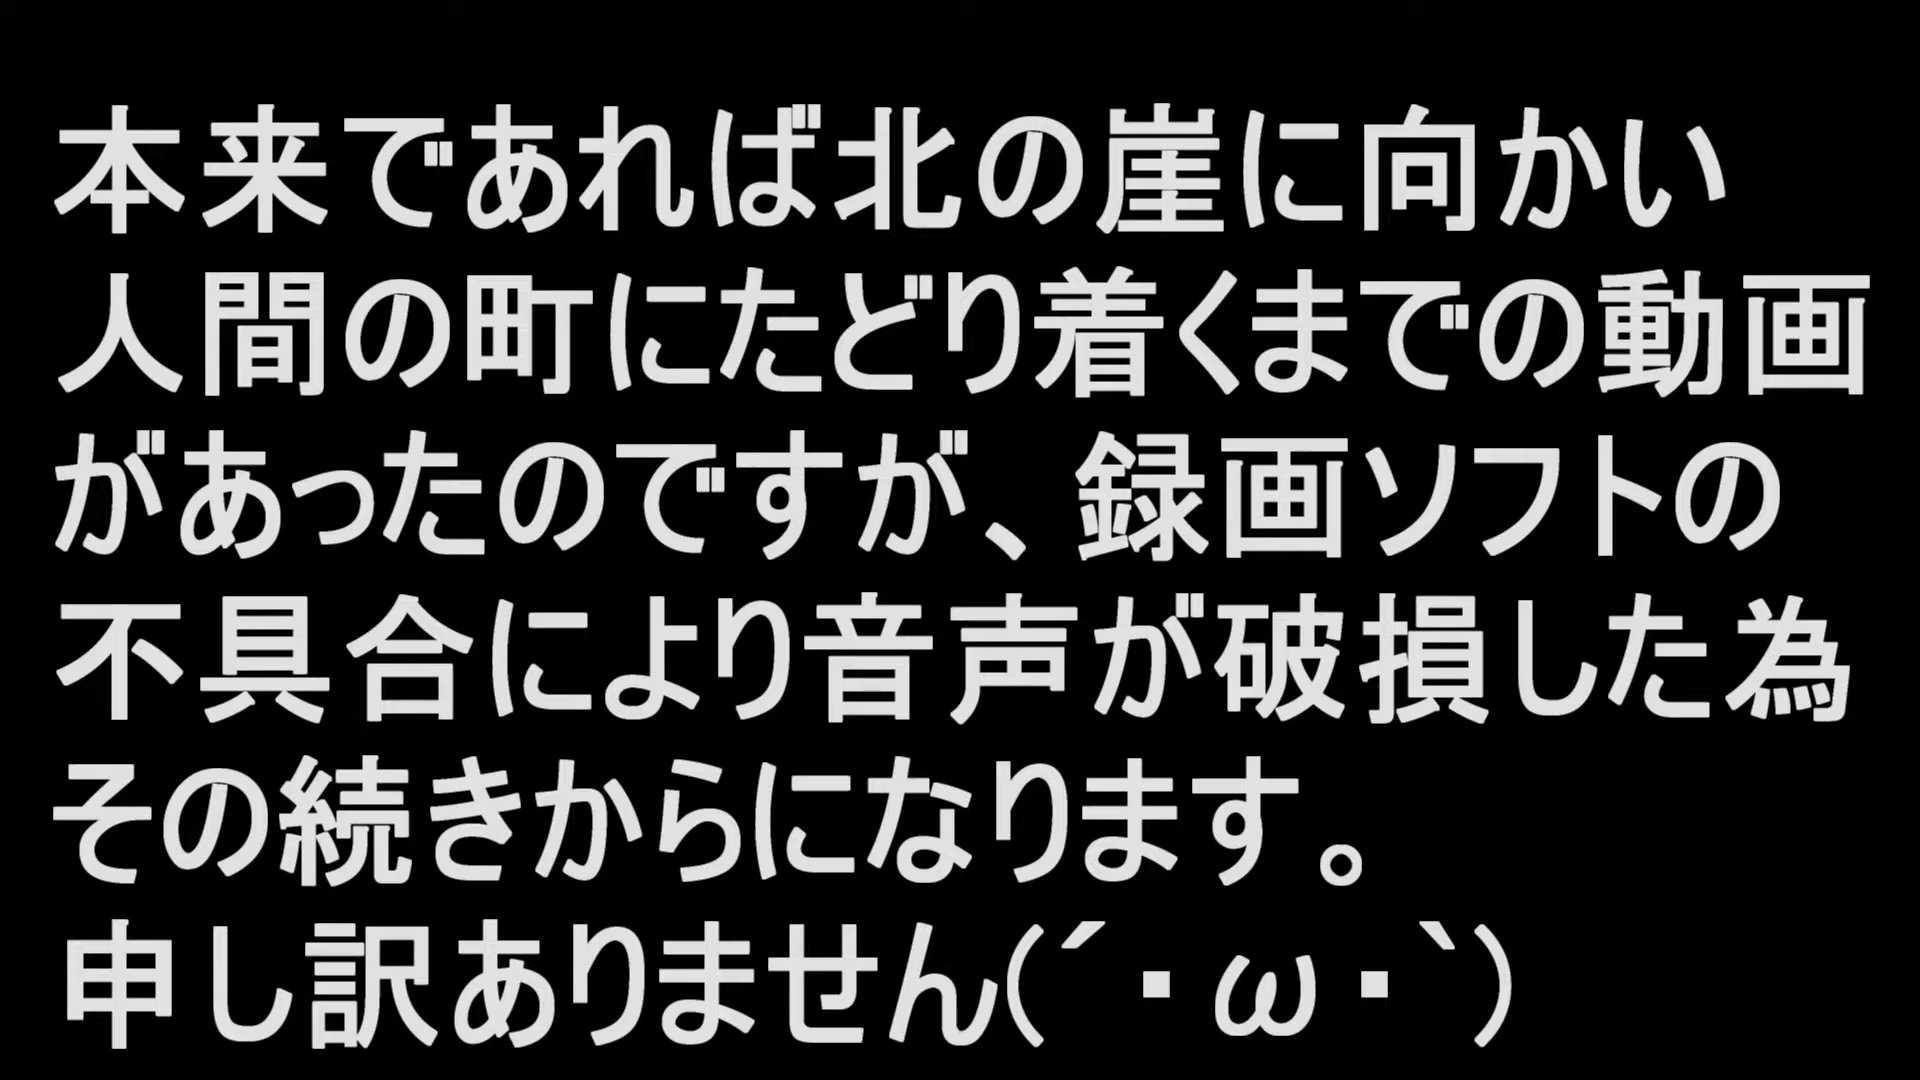 本来であれば北の崖に向かい
人間の町にたどり着くまでの動画
があったのですが、録画ソフトの
不具合により音声が破損した為
その続きからになります。
申し訳ありません(´・ω・`)